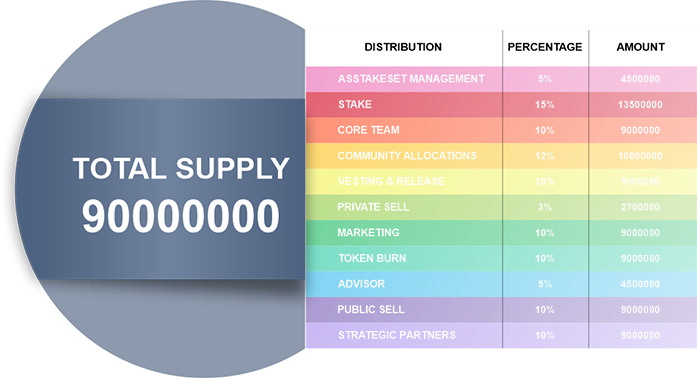 DISTRIBUTION PERCENTAGE AMOUNT
ASSTAKESET MANAGEMENT 5% 4500000
STAKE 15% 13500000
CORE TEAM 10% 9000000
COMMUNITY ALLOCATIONS 12% 10800000
VESTING & RELEASE 10% 9000000
PRIVATE SELL 3% 2700000
MARKETING 10% 9000000
TOKEN BURN 10% 9000000
ADVISOR 5% 4500000
PUBLIC SELL 10% 9000000
STRATEGIC PARTNERS 10% 9000000
TOTAL SUPPLY
90000000